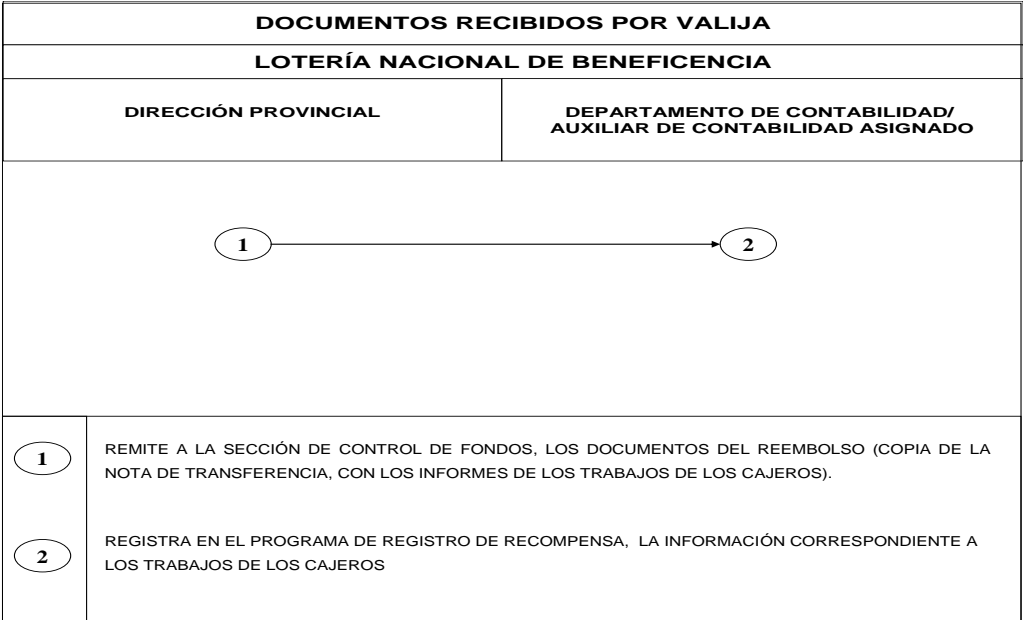 DOCUMENTOS RECIBIDOS POR VALIJA
LOTERÍA NACIONAL DE BENEFICENCIA
DIRECCIÓN PROVINCIAL
DEPARTAMENTO DE CONTABILIDAD/
AUXILIAR DE CONTABILIDAD ASIGNADO
1
2
1
REMITE A LA SECCIÓN DE CONTROL DE FONDOS, LOS DOCUMENTOS DEL REEMBOLSO (COPIA DE LA
NOTA DE TRANSFERENCIA, CON LOS INFORMES DE LOS TRABAJOS DE LOS CAJEROS).
2
REGISTRA EN EL PROGRAMA DE REGISTRO DE RECOMPENSA, LA INFORMACIÓN CORRESPONDIENTE A
LOS TRABAJOS DE LOS CAJEROS